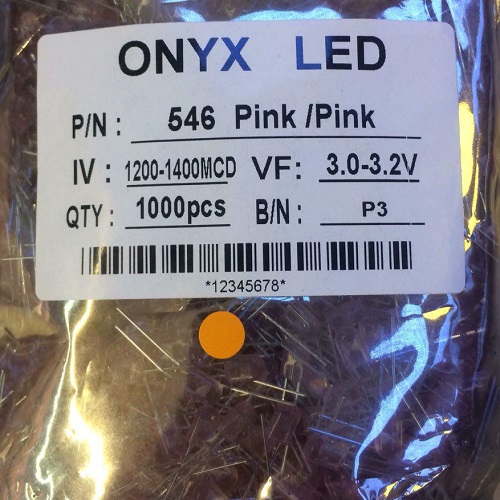 ONYX LED
P/N : 546 Pink /Pink
IV : 1200-1400MCD VF: 3.0-3.2V
QTY : 1000pcs B/N : P3
*12345678*